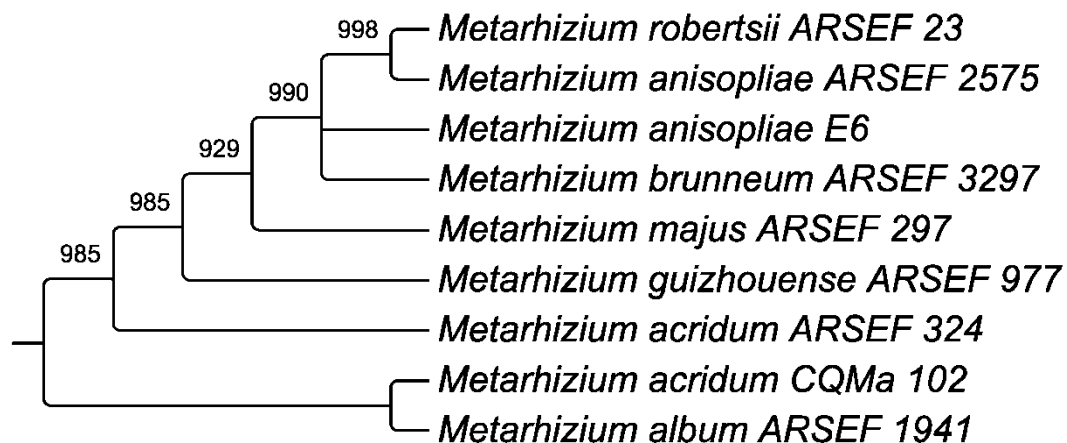 998
Metarhizium robertsii ARSEF 23
Metarhizium anisopliae ARSEF 2575
990
Metarhizium anisopliae E6
929
Metarhizium brunneum ARSEF 3297
985
Metarhizium majus ARSEF 297
985
Metarhizium guizhouense ARSEF 977
Metarhizium acridum ARSEF 324
Metarhizium acridum CQMa 102
Metarhizium album ARSEF 1941